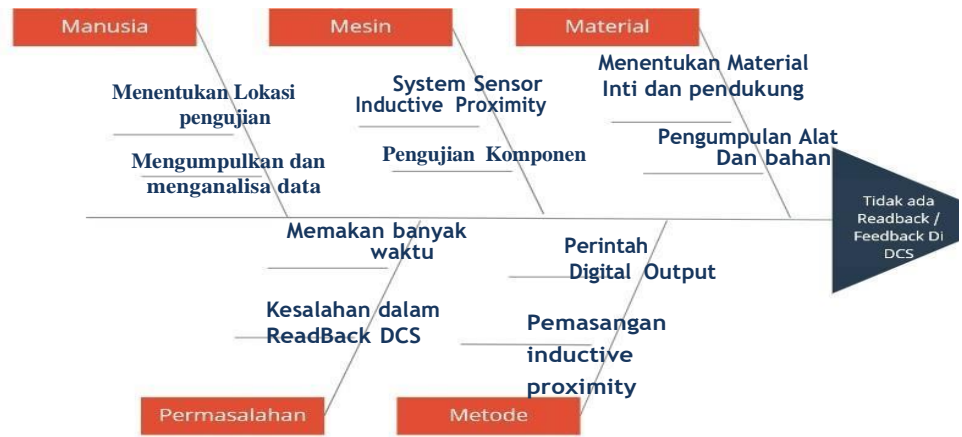 Manusia
Mesin
Material
Menentukan Lokasi
pengujian
Mengumpulkan dan
menganalisa data
System Sensor
Inductive Proximity
Pengujian Komponen
Menentukan Material
Inti dan pendukung
Pengumpulan Alat
Dan bahan
Tidak ada
Readback /
Feedback Di
DCS
Memakan banyak
waktu
Kesalahan dalam
ReadBack DCS
Perintah
Digital Output
Pemasangan
inductive
proximity
Permasalahan
Metode